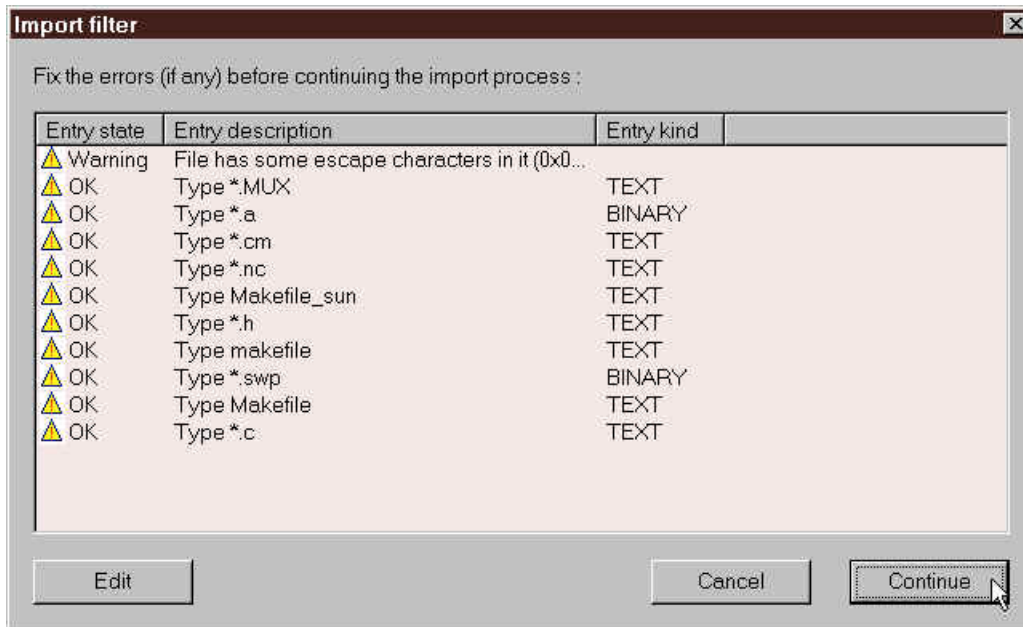 Import filter
Fix the errors (if any) before continuing the import process :
Entry state Entry description Entry kind
Warning File has some escape characters in it (0x0...
OK Type *.MUX TEXT
OK Type *.a BINARY
OK Type *.cm TEXT
OK Type *.nc TEXT
OK Type Makefile_sun TEXT
OK Type *.h TEXT
OK Type makefile TEXT
OK Type *.swp BINARY
OK Type Makefile TEXT
OK Type *.c TEXT
Edit Cancel Continue